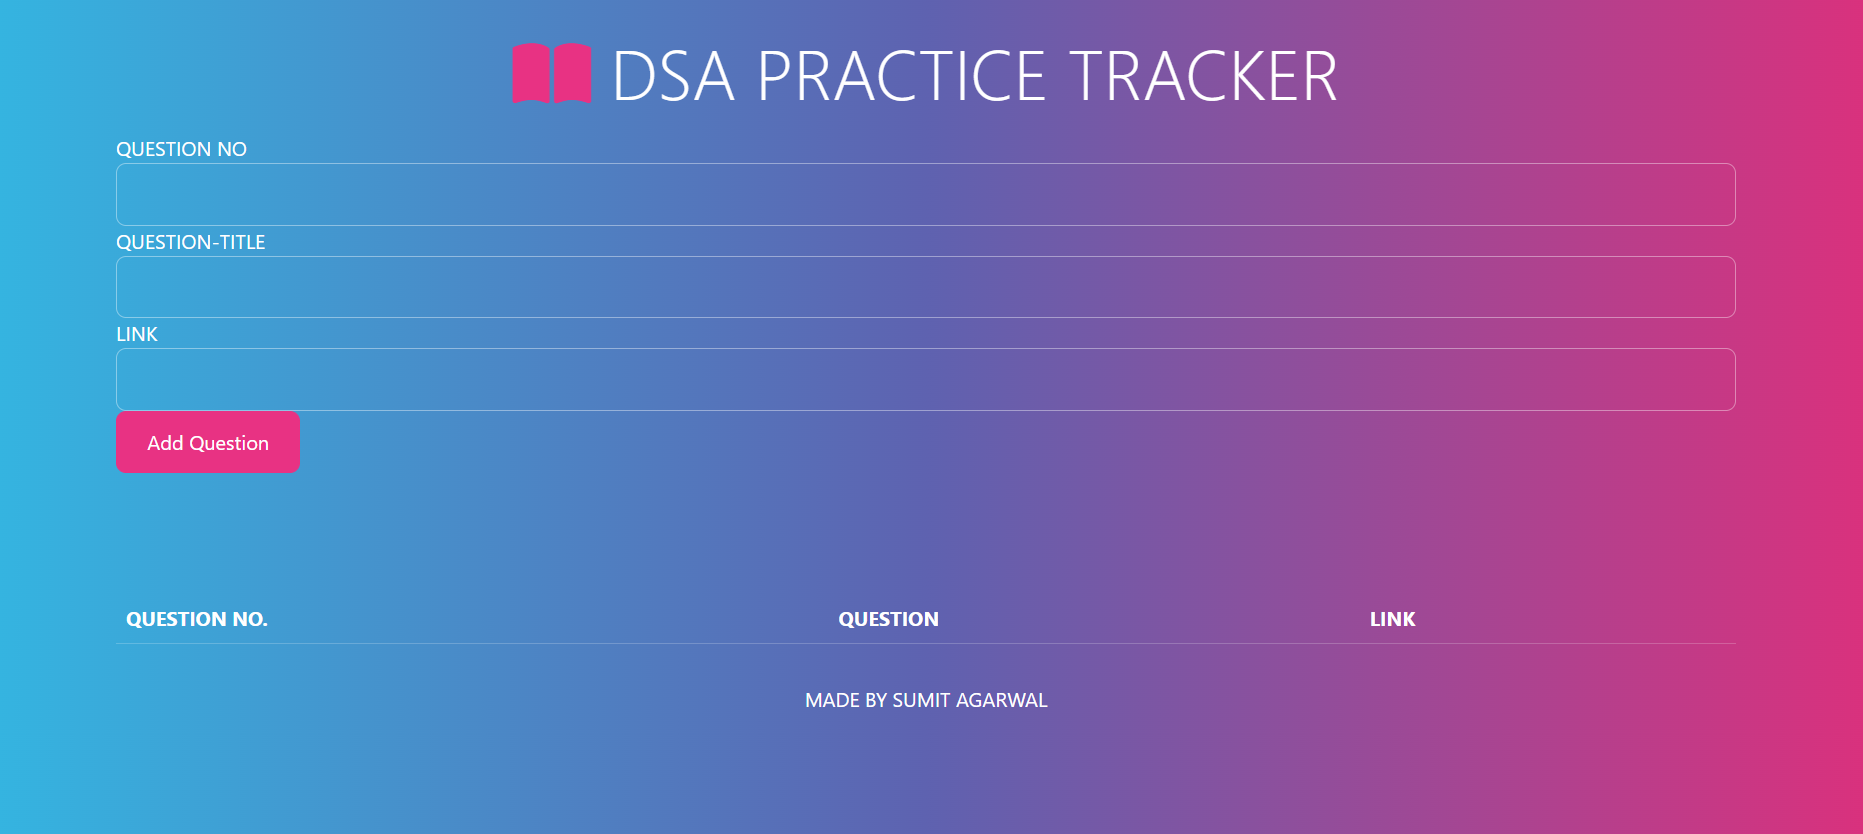 DSA PRACTICE TRACKER
QUESTION NO
QUESTION-TITLE
LINK
Add Question
QUESTION NO. QUESTION LINK
MADE BY SUMIT AGARWAL